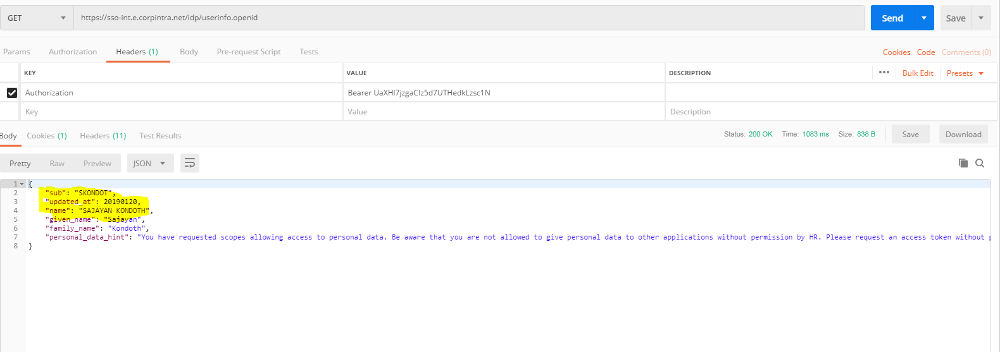 GET https://sso-int.e.corpintra.net/idp/userinfo.openid Send Save
Params Authorization Headers (1) Body Pre-request Script Tests Cookies Code Comments (0)
KEY VALUE DESCRIPTION ••• Bulk Edit Presets
Authorization Bearer UaXHI7jzgaCIz5d7UTHedkLzsc1N
Key Value Description
Body Cookies (1) Headers (11) Test Results Status: 200 OK Time: 1083 ms Size: 838 B Save Download
Pretty Raw Preview JSON
1 {
2 "sub": "SKONDOT",
3 "updated_at": 20190120,
4 "name": "SAJAYAN KONDOTH",
5 "given_name": "Sajayan",
6 "family_name": "Kondoth",
7 "personal_data_hint": "You have requested scopes allowing access to personal data. Be aware that you are not allowed to give personal data to other applications without permission by HR. Please request an access token without
8 }